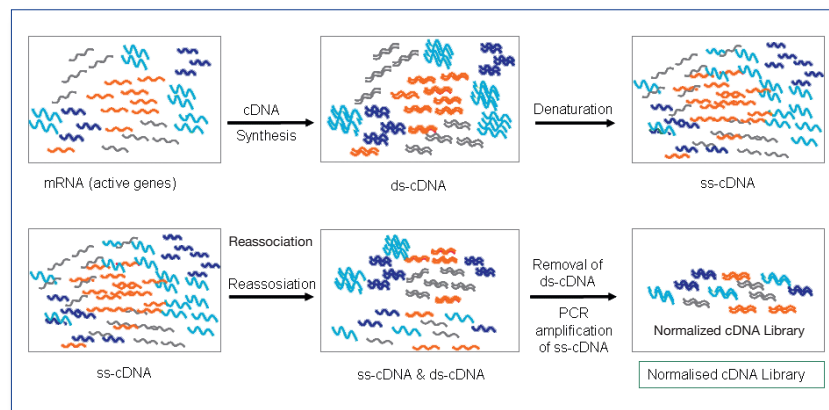 cDNA
Synthesis
Denaturation
mRNA (active genes)
ds-cDNA
ss-cDNA
Reassociation
Reassosiation
Removal of
ds-cDNA
PCR
amplification
of ss-cDNA
Normalized cDNA Library
ss-cDNA
ss-cDNA & ds-cDNA
Normalised cDNA Library